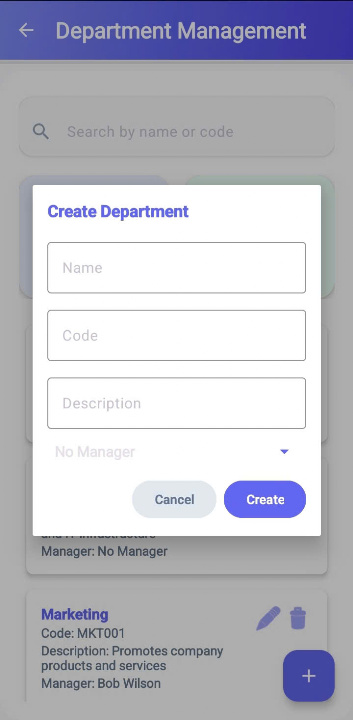 Department Management
Search by name or code
Create Department
Name
Code
Description
No Manager
Cancel
Create
and IT infrastructure
Manager: No Manager
Marketing
Code: MKT001
Description: Promotes company
products and services
Manager: Bob Wilson
+